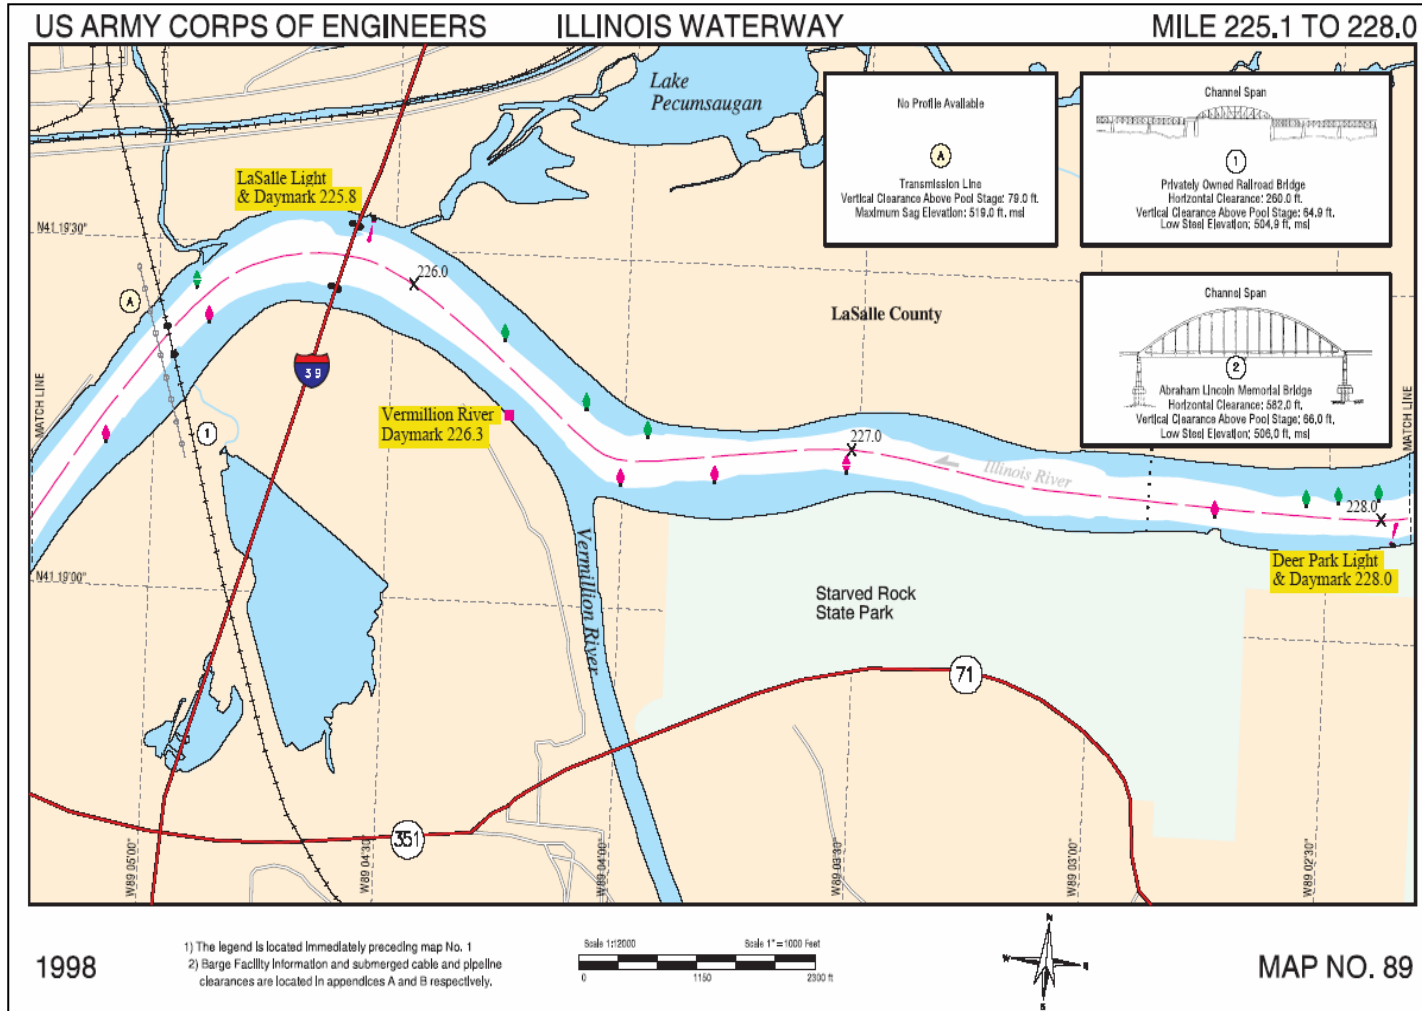 US ARMY CORPS OF ENGINEERS
ILLINOIS WATERWAY
MILE 225.1 TO 228.0
Lake
Pecumsaugan
No Profile Available
A
Transmission Line
Vertical Clearance Above Pool Stage: 79.0 ft.
Maximum Sag Elevation: 519.0 ft. msl
Channel Span
1
Privately Owned Railroad Bridge
Horizontal Clearance: 260.0 ft.
Vertical Clearance Above Pool Stage: 64.9 ft.
Low Steel Elevation: 504.9 ft. msl
LaSalle Light
& Daymark 225.8
N41 19'30"
226.0
A
LaSalle County
Channel Span
2
Abraham Lincoln Memorial Bridge
Horizontal Clearance: 582.0 ft.
Vertical Clearance Above Pool Stage: 66.0 ft.
Low Steel Elevation: 506.0 ft. msl
39
MATCH LINE
MATCH LINE
Vermillion River
Daymark 226.3
1
227.0
Illinois River
228.0
Deer Park Light
& Daymark 228.0
N41 19'00"
Vermillion River
Starved Rock
State Park
71
351
W89 05'00"
W89 04'30"
W89 04'00"
W89 03'30"
W89 03'00"
W89 02'30"
1998
1) The legend is located immediately preceding map No. 1
2) Barge Facility Information and submerged cable and pipeline
clearances are located in appendices A and B respectively.
Scale 1:12000
Scale 1" = 1000 Feet
0
1150
2300 ft
N
W
E
S
MAP NO. 89